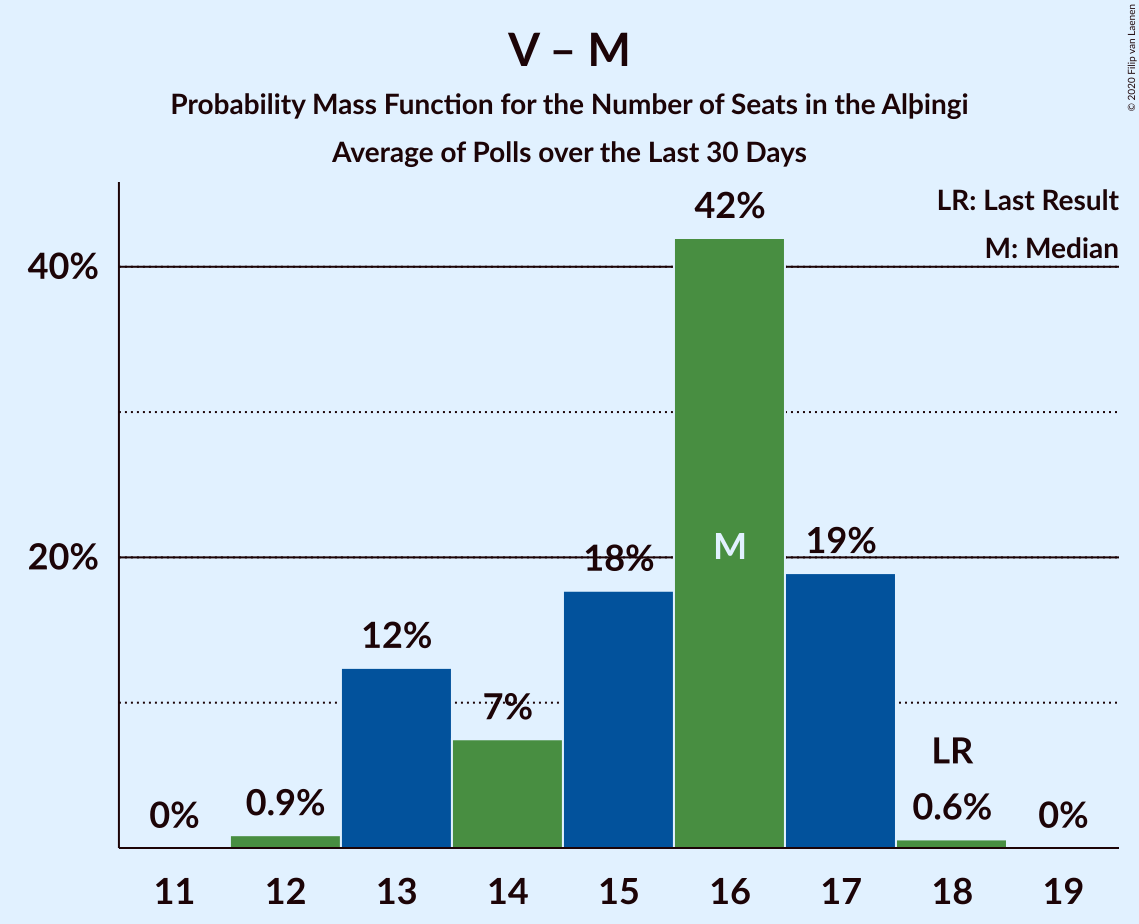 V – M
Probability Mass Function for the Number of Seats in the Alþingi
Average of Polls over the Last 30 Days
© 2020 Filip van Laenen
LR: Last Result
M: Median
40%
20%
0%
0.9%
12%
7%
18%
42%
M
19%
LR
0.6%
0%
11 12 13 14 15 16 17 18 19